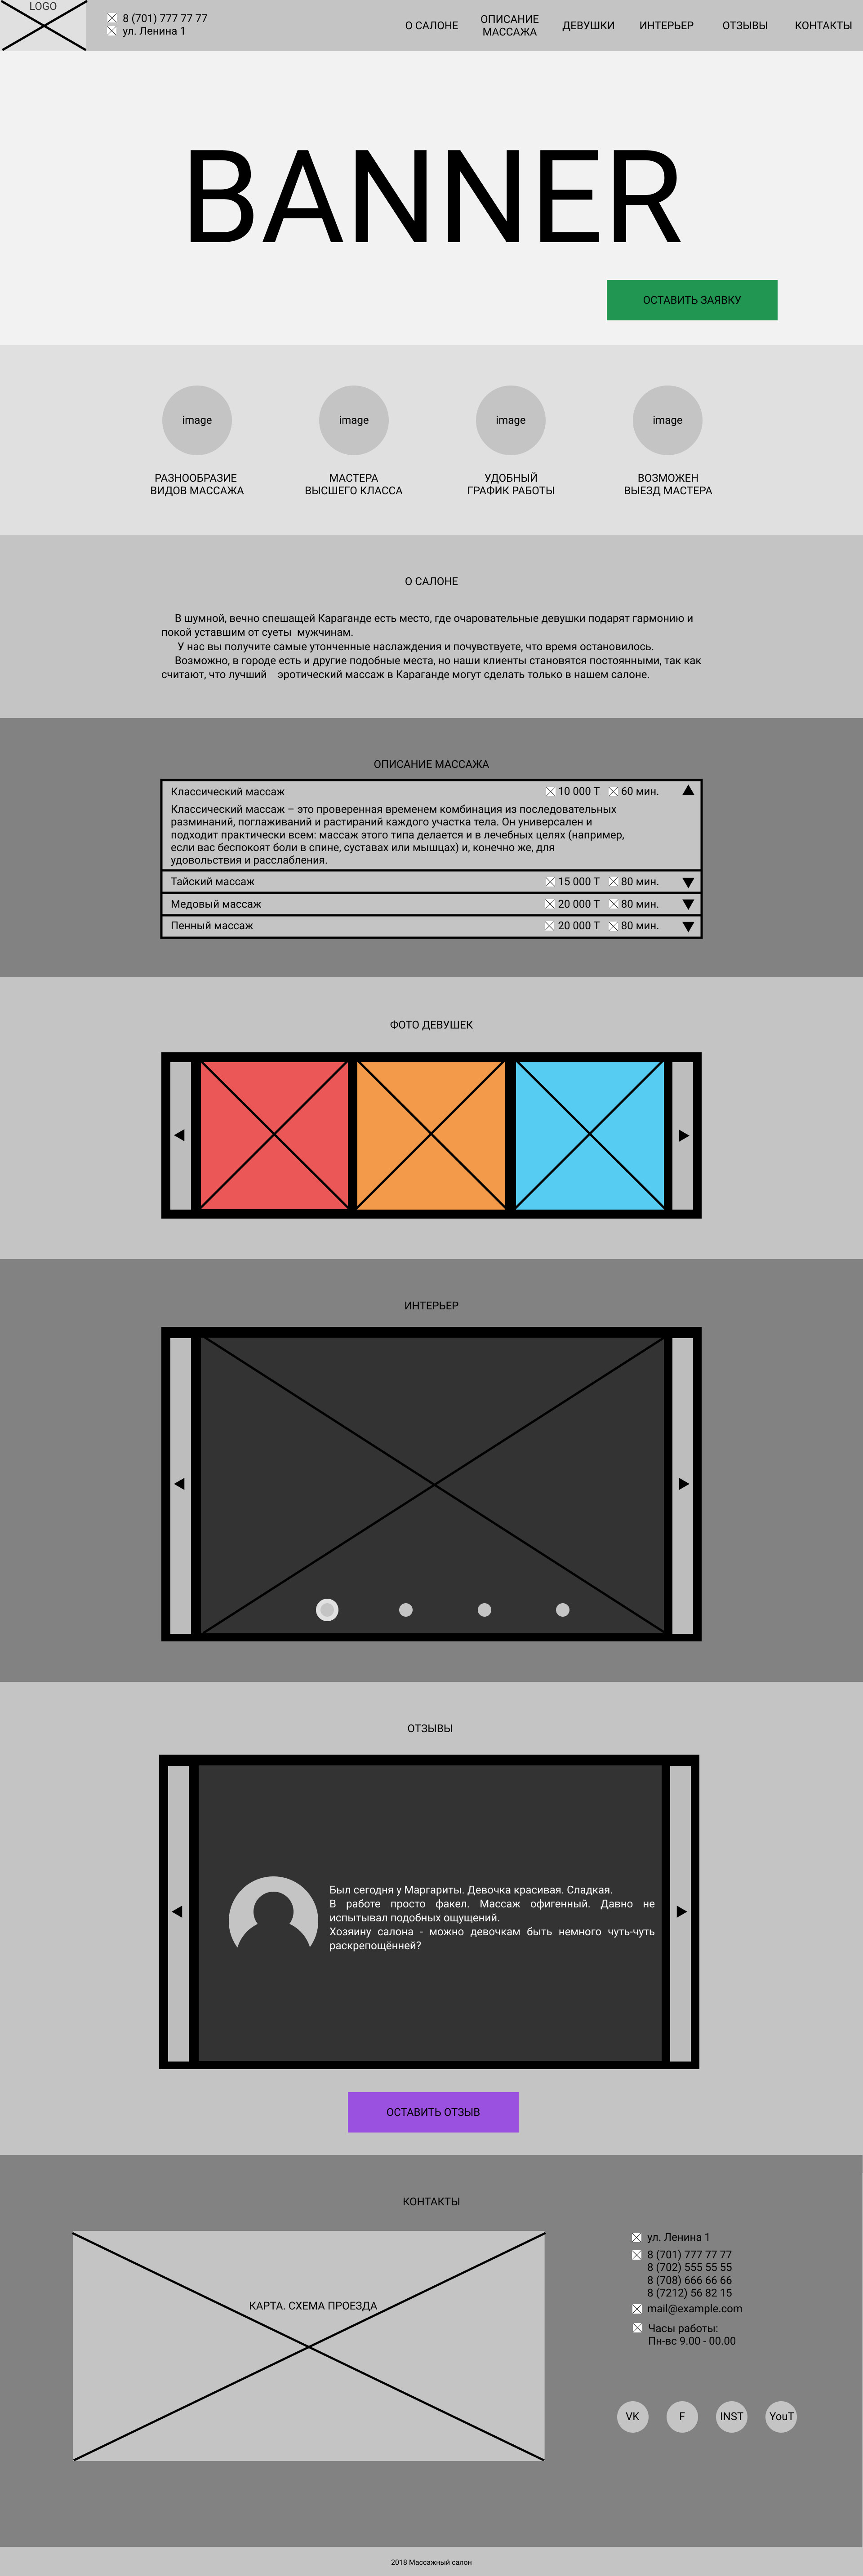 LOGO
8 (701) 777 77 77
ул. Ленина 1
О САЛОНЕ
ОПИСАНИЕ
МАССАЖА
ДЕВУШКИ
ИНТЕРЬЕР
ОТЗЫВЫ
КОНТАКТЫ
BANNER
ОСТАВИТЬ ЗАЯВКУ
image
image
image
image
РАЗНООБРАЗИЕ
ВИДОВ МАССАЖА
МАСТЕРА
ВЫСШЕГО КЛАССА
УДОБНЫЙ
ГРАФИК РАБОТЫ
ВОЗМОЖЕН
ВЫЕЗД МАСТЕРА
О САЛОНЕ
В шумной, вечно спешащей Караганде есть место, где очаровательные девушки подарят гармонию и
покой уставшим от суеты мужчинам.
У нас вы получите самые утонченные наслаждения и почувствуете, что время остановилось.
Возможно, в городе есть и другие подобные места, но наши клиенты становятся постоянными, так как
считают, что лучший эротический массаж в Караганде могут сделать только в нашем салоне.
ОПИСАНИЕ МАССАЖА
Классический массаж 10 000 Т 60 мин.
Классический массаж – это проверенная временем комбинация из последовательных
разминаний, поглаживаний и растираний каждого участка тела. Он универсален и
подходит практически всем: массаж этого типа делается и в лечебных целях (например,
если вас беспокоят боли в спине, суставах или мышцах) и, конечно же, для
удовольствия и расслабления.
Тайский массаж 15 000 Т 80 мин.
Медовый массаж 20 000 Т 80 мин.
Пенный массаж 20 000 Т 80 мин.
ФОТО ДЕВУШЕК
ИНТЕРЬЕР
ОТЗЫВЫ
Был сегодня у Маргариты. Девочка красивая. Сладкая.
В работе просто факел. Массаж офигенный. Давно не
испытывал подобных ощущений.
Хозяину салона - можно девочкам быть немного чуть-чуть
раскрепощённей?
ОСТАВИТЬ ОТЗЫВ
КОНТАКТЫ
КАРТА. СХЕМА ПРОЕЗДА
ул. Ленина 1
8 (701) 777 77 77
8 (702) 555 55 55
8 (708) 666 66 66
8 (7212) 56 82 15
mail@example.com
Часы работы:
Пн-вс 9.00 - 00.00
VK
F
INST
YouT
2018 Массажный салон